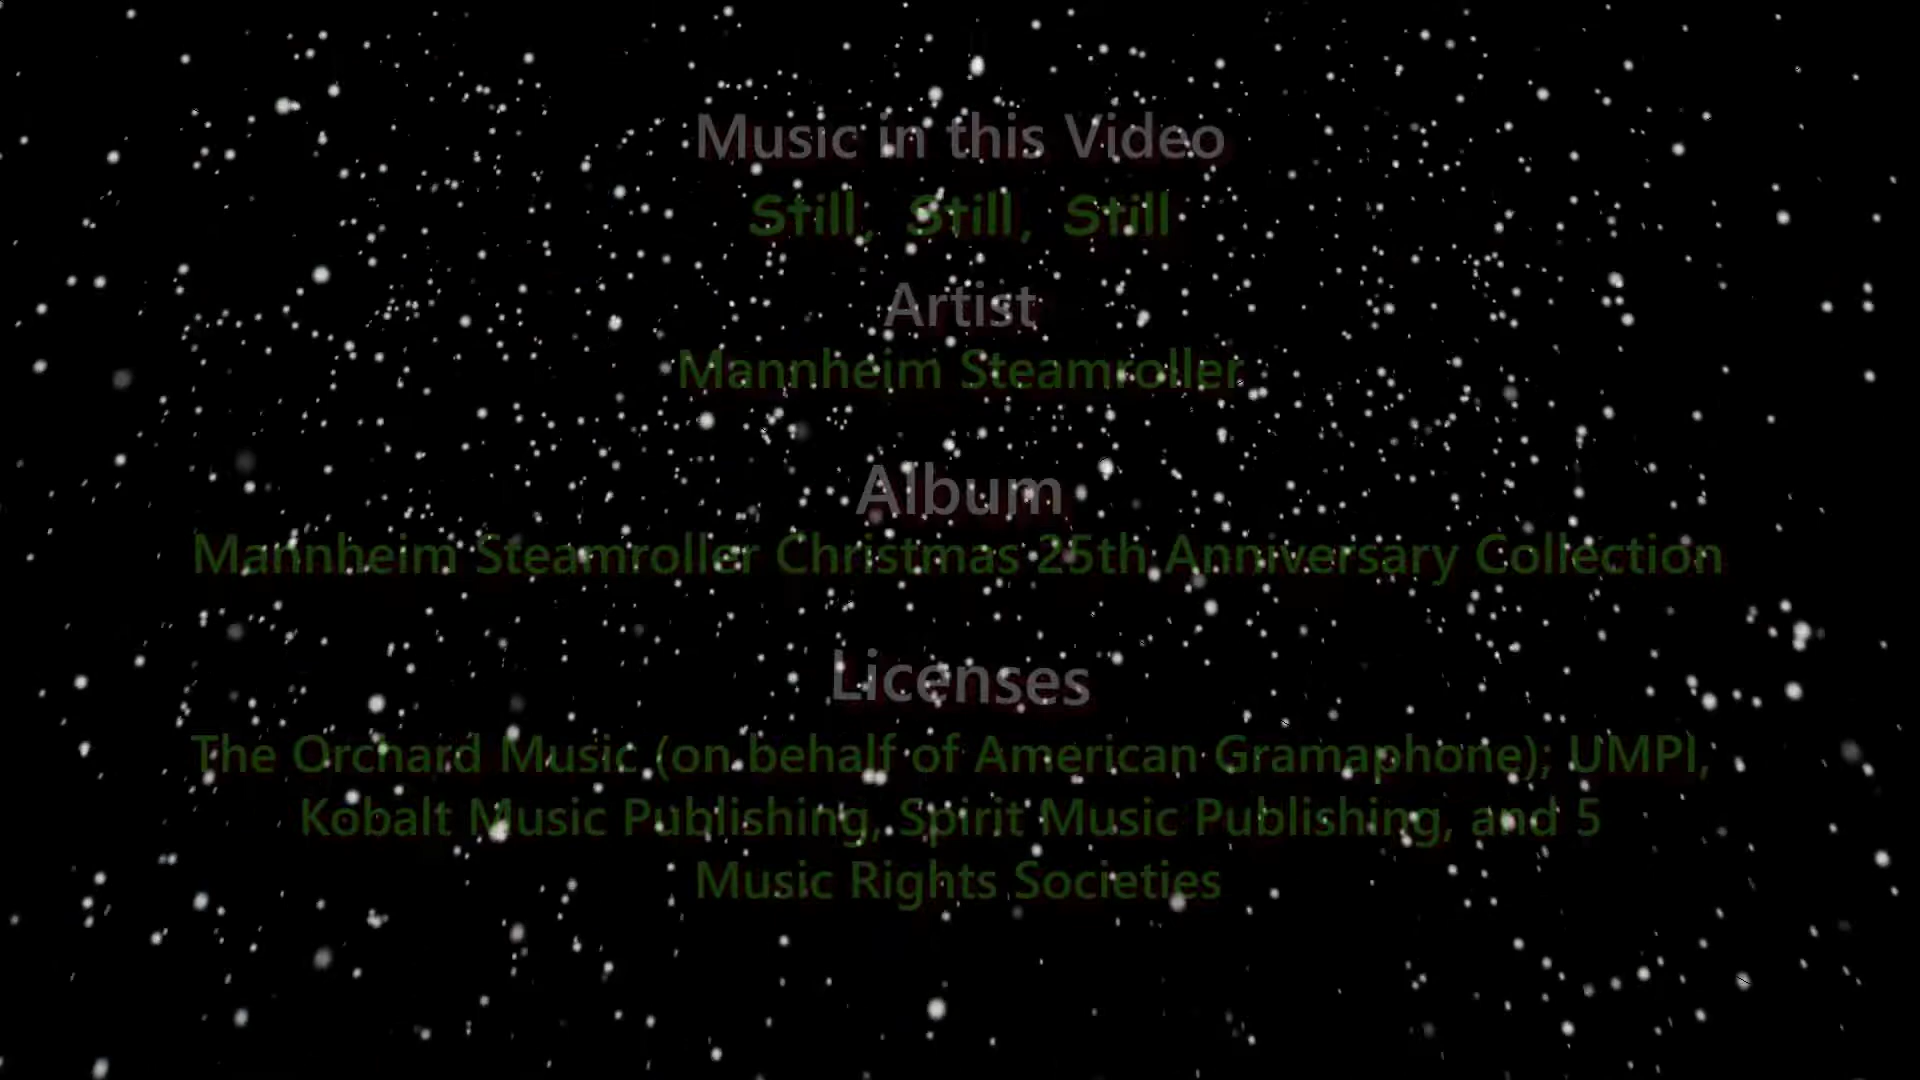 Music in this Video
Still, Still, Still
Artist
Mannheim Steamroller
Album
Mannheim Steamroller Christmas 25th Anniversary Collection
Licenses
The Orchard Music (on behalf of American Gramaphone); UMPI,
Kobalt Music Publishing, Spirit Music Publishing, and 5
Music Rights Societies